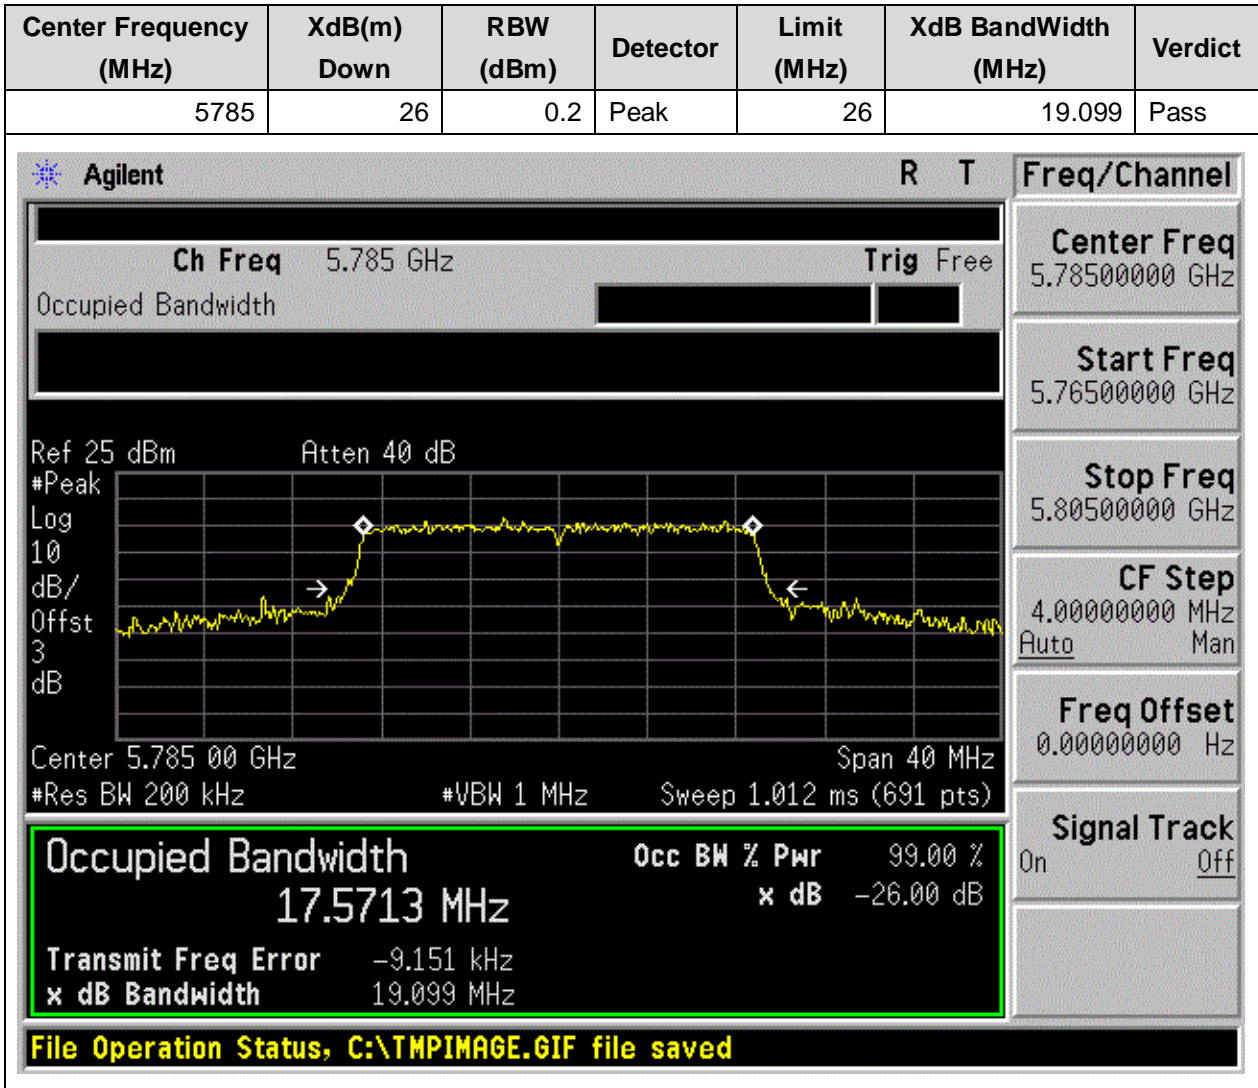 Center Frequency (MHz) XdB(m) Down RBW (dBm) Detector Limit (MHz) XdB BandWidth (MHz) Verdict
5785 26 0.2 Peak 26 19.099 Pass
Agilent R T
Ch Freq 5.785 GHz Trig Free
Occupied Bandwidth
Ref 25 dBm Atten 40 dB
#Peak
Log
10
dB/
Offst
3
dB
Center 5.785 00 GHz Span 40 MHz
#Res BW 200 kHz #VBW 1 MHz Sweep 1.012 ms (691 pts)
Occupied Bandwidth Occ BW % Pwr 99.00 %
17.5713 MHz x dB -26.00 dB
Transmit Freq Error -9.151 kHz
x dB Bandwidth 19.099 MHz
File Operation Status, C:\TMPIMAGE.GIF file saved
Freq/Channel
Center Freq
5.78500000 GHz
Start Freq
5.76500000 GHz
Stop Freq
5.80500000 GHz
CF Step
4.00000000 MHz
Auto Man
Freq Offset
0.00000000 Hz
Signal Track
On Off